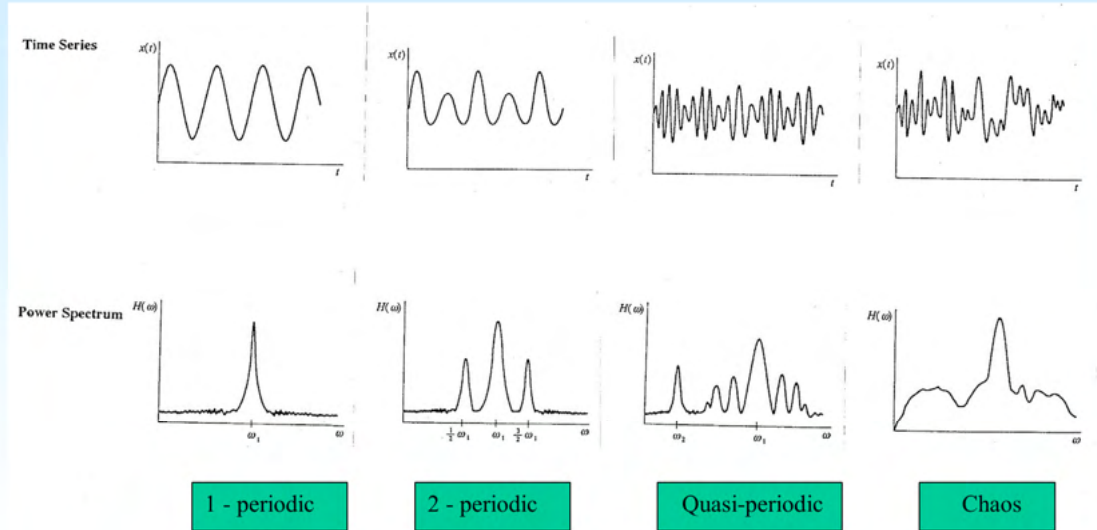 Time Series
x(t)
t
x(t)
t
x(t)
t
x(t)
t
Power Spectrum
H(ω)
ω₁
ω
H(ω)
½ ω₁
ω₁
3/2 ω₁
ω
H(ω)
ω₂
ω₁
ω
H(ω)
ω
1 - periodic
2 - periodic
Quasi-periodic
Chaos